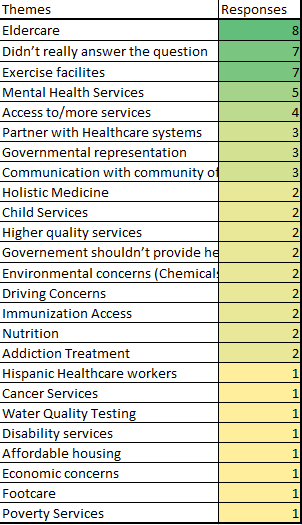 Themes Responses
Eldercare 8
Didn't really answer the question 7
Exercise facilites 7
Mental Health Services 5
Access to/more services 4
Partner with Healthcare systems 3
Governmental representation 3
Communication with community of 3
Holistic Medicine 2
Child Services 2
Higher quality services 2
Governement shouldn't provide he 2
Environmental concerns (Chemicals 2
Driving Concerns 2
Immunization Access 2
Nutrition 2
Addiction Treatment 2
Hispanic Healthcare workers 1
Cancer Services 1
Water Quality Testing 1
Disability services 1
Affordable housing 1
Economic concerns 1
Footcare 1
Poverty Services 1